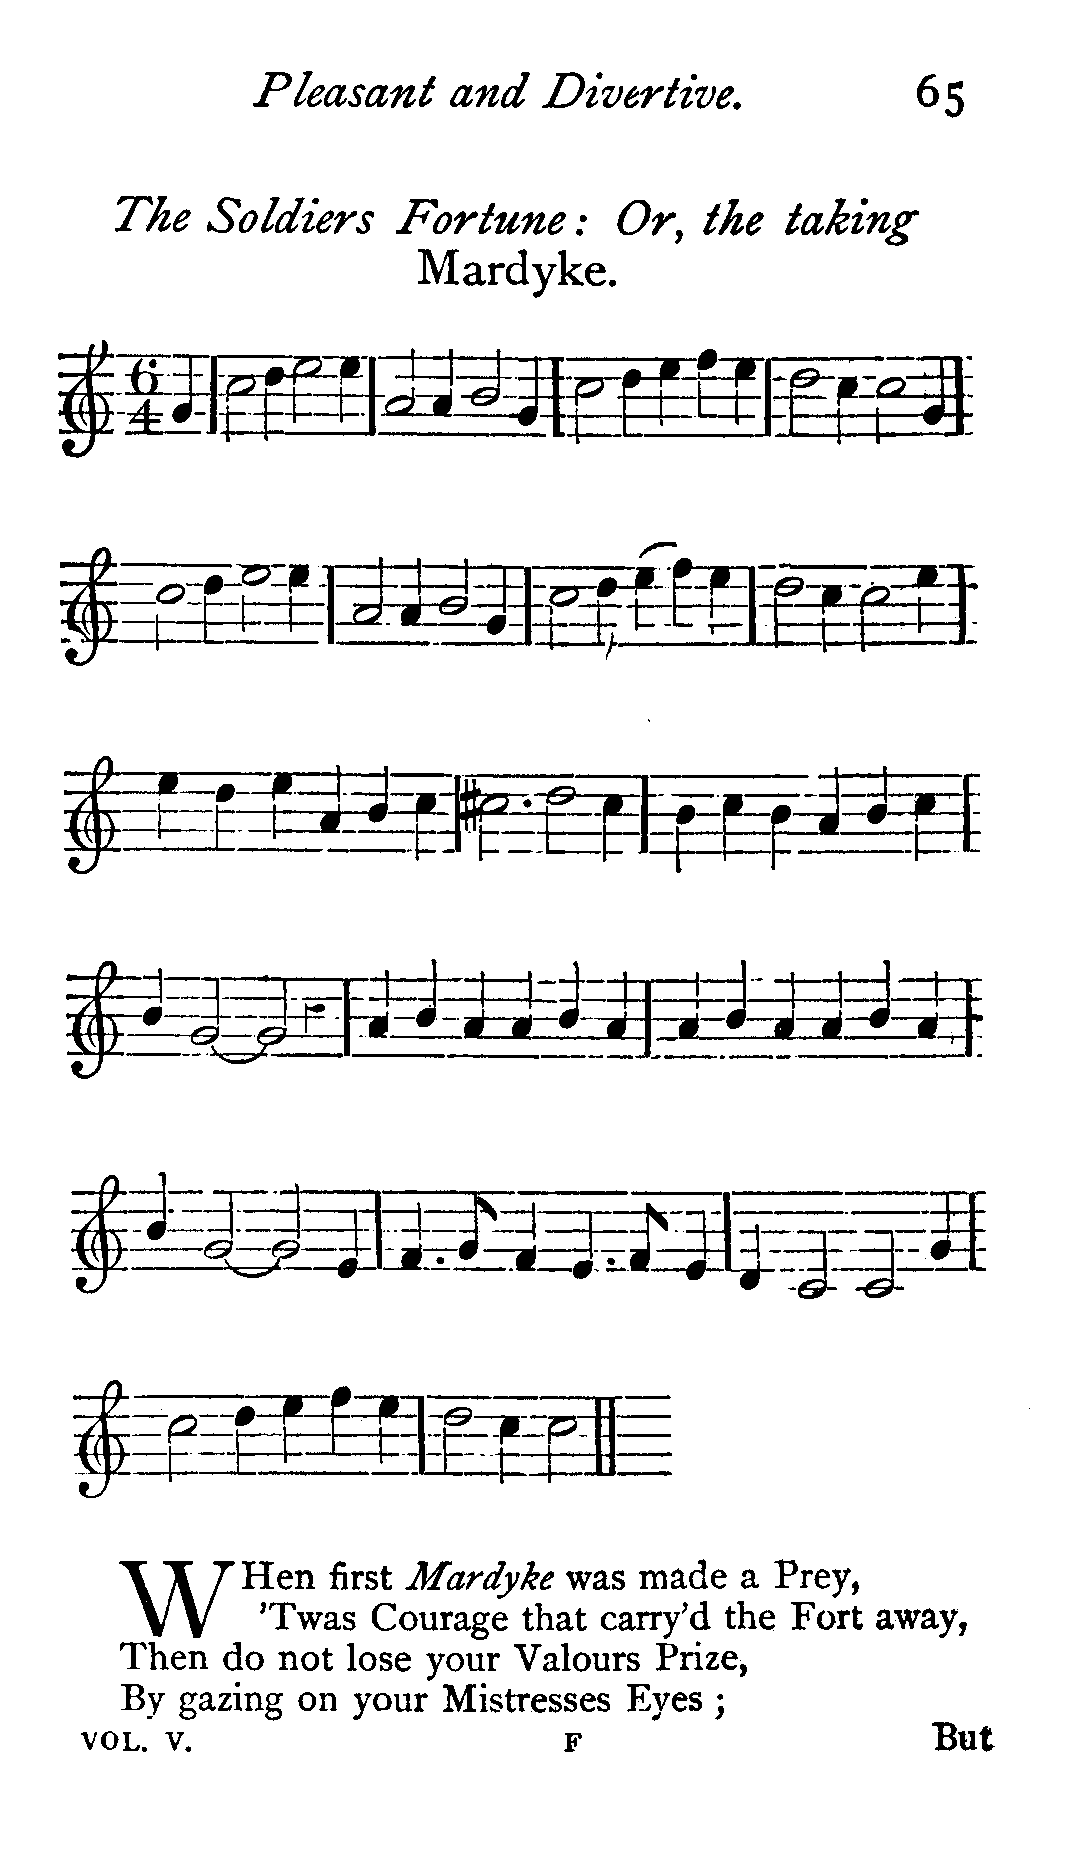 Pleasant and Divertive. 65
The Soldiers Fortune: Or, the taking
Mardyke.
6
4
WHen first Mardyke was made a Prey,
'Twas Courage that carry'd the Fort away,
Then do not lose your Valours Prize,
By gazing on your Mistresses Eyes ;
VOL. V. F But